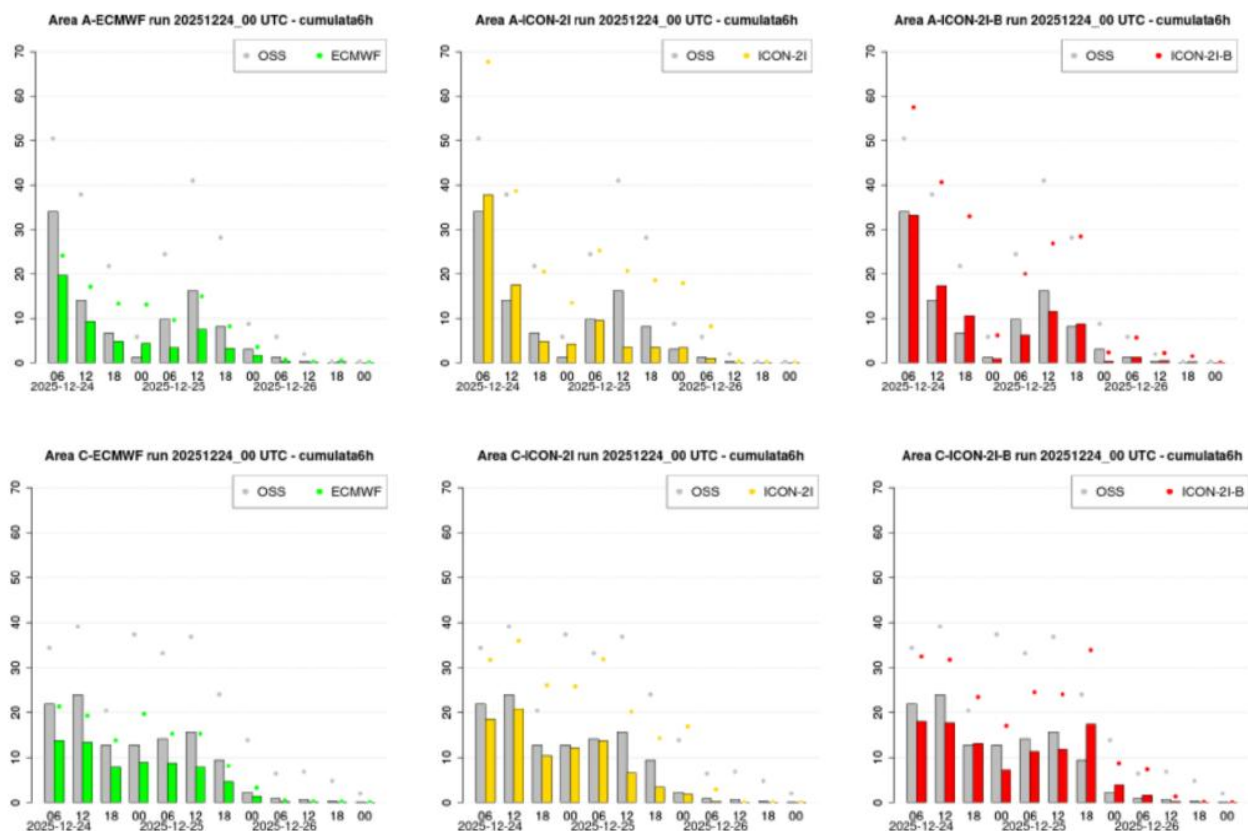 Area A-ECMWF run 20251224_00 UTC - cumulata6h
OSS ECMWF
70
60
50
40
30
20
10
0
06 12 18 00 06 12 18 00 06 12 18 00
2025-12-24 2025-12-25 2025-12-26
Area A-ICON-2I run 20251224_00 UTC - cumulata6h
OSS ICON-2I
70
60
50
40
30
20
10
0
06 12 18 00 06 12 18 00 06 12 18 00
2025-12-24 2025-12-25 2025-12-26
Area A-ICON-2I-B run 20251224_00 UTC - cumulata6h
OSS ICON-2I-B
70
60
50
40
30
20
10
0
06 12 18 00 06 12 18 00 06 12 18 00
2025-12-24 2025-12-25 2025-12-26
Area C-ECMWF run 20251224_00 UTC - cumulata6h
OSS ECMWF
70
60
50
40
30
20
10
0
06 12 18 00 06 12 18 00 06 12 18 00
2025-12-24 2025-12-25 2025-12-26
Area C-ICON-2I run 20251224_00 UTC - cumulata6h
OSS ICON-2I
70
60
50
40
30
20
10
0
06 12 18 00 06 12 18 00 06 12 18 00
2025-12-24 2025-12-25 2025-12-26
Area C-ICON-2I-B run 20251224_00 UTC - cumulata6h
OSS ICON-2I-B
70
60
50
40
30
20
10
0
06 12 18 00 06 12 18 00 06 12 18 00
2025-12-24 2025-12-25 2025-12-26